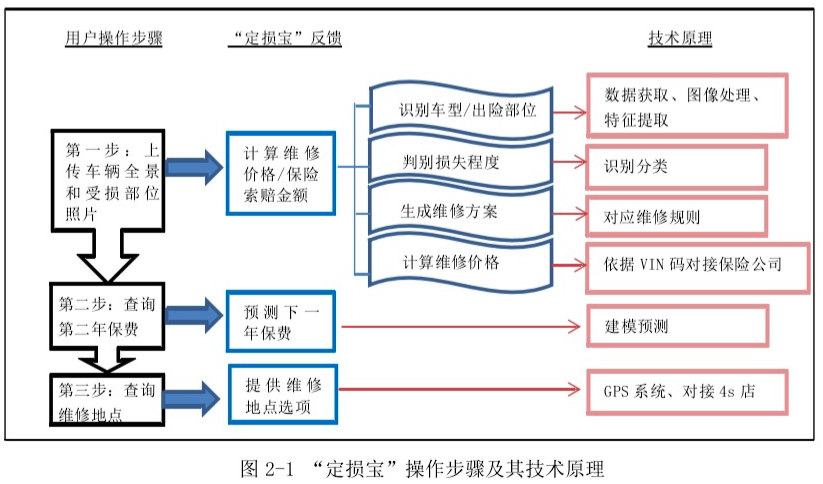 用户操作步骤
“定损宝”反馈
技术原理
第一步：上
传车辆全景
和受损部位
照片
计算维修
价格/保险
索赔金额
识别车型/出险部位
数据获取、图像处理、
特征提取
判别损失程度
识别分类
生成维修方案
对应维修规则
计算维修价格
依据 VIN 码对接保险公司
第二步：查询
第二年保费
预测下一
年保费
建模预测
第三步：查询
维修地点
提供维修
地点选项
GPS 系统、对接 4s 店
图 2-1 “定损宝”操作步骤及其技术原理